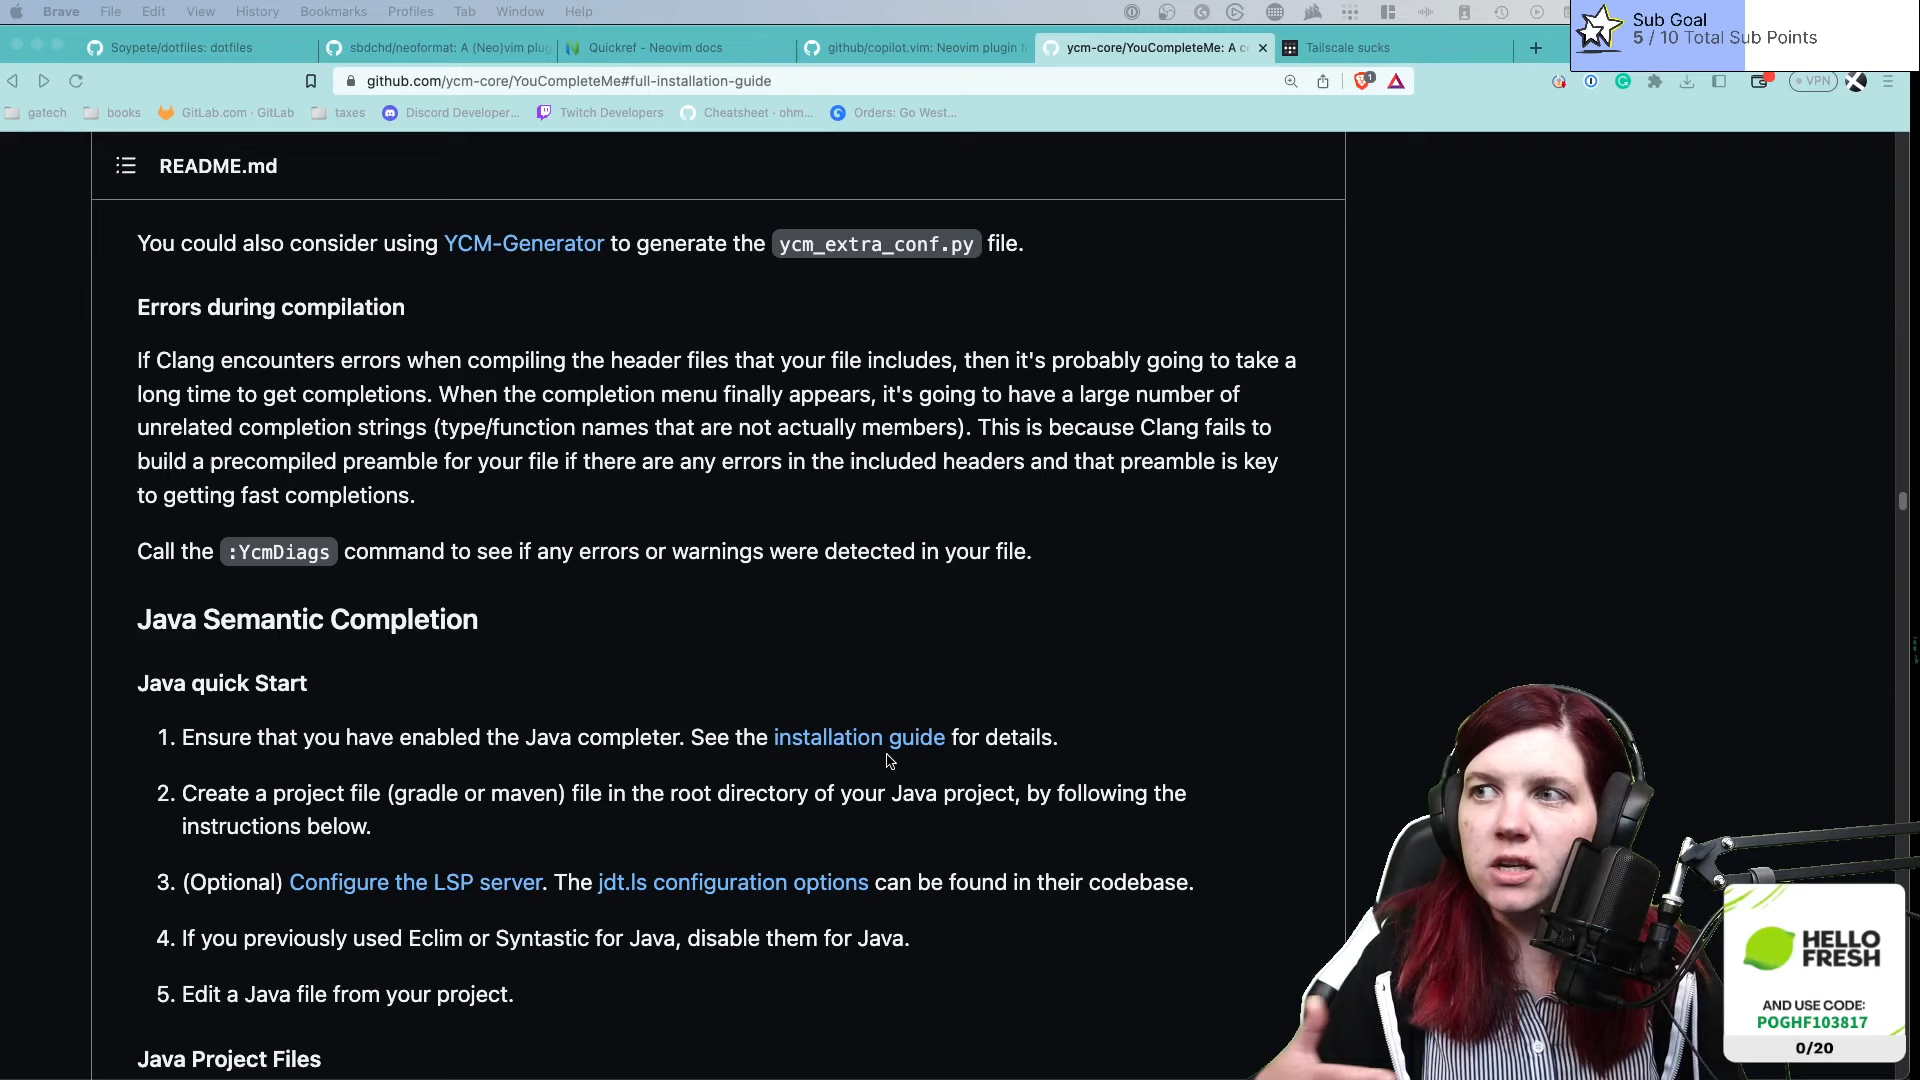 Brave File Edit View History Bookmarks Profiles Tab Window Help
Sub Goal
5 / 10 Total Sub Points
Soypete/dotfiles: dotfiles
sbdchd/neoformat: A (Neo)vim plug
Quickref - Neovim docs
github/copilot.vim: Neovim plugin f
ycm-core/YouCompleteMe: A c
Tailscale sucks
github.com/ycm-core/YouCompleteMe#full-installation-guide
1
VPN
gatech books GitLab.com · GitLab taxes Discord Developer... Twitch Developers Cheatsheet · ohm... Orders: Go West...
README.md
You could also consider using YCM-Generator to generate the ycm_extra_conf.py file.
Errors during compilation
If Clang encounters errors when compiling the header files that your file includes, then it's probably going to take a
long time to get completions. When the completion menu finally appears, it's going to have a large number of
unrelated completion strings (type/function names that are not actually members). This is because Clang fails to
build a precompiled preamble for your file if there are any errors in the included headers and that preamble is key
to getting fast completions.
Call the :YcmDiags command to see if any errors or warnings were detected in your file.
Java Semantic Completion
Java quick Start
1. Ensure that you have enabled the Java completer. See the installation guide for details.
2. Create a project file (gradle or maven) file in the root directory of your Java project, by following the
instructions below.
3. (Optional) Configure the LSP server. The jdt.ls configuration options can be found in their codebase.
4. If you previously used Eclim or Syntastic for Java, disable them for Java.
5. Edit a Java file from your project.
Java Project Files
HELLO
FRESH
AND USE CODE:
POGHF103817
0/20